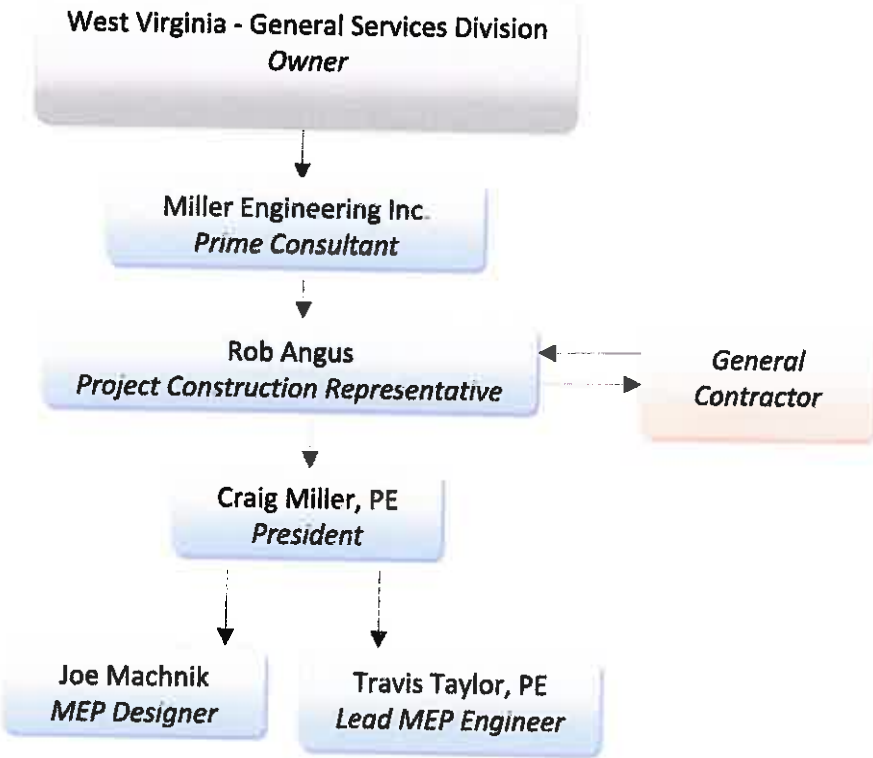 West Virginia - General Services Division
Owner
Miller Engineering Inc.
Prime Consultant
Rob Angus
Project Construction Representative
General
Contractor
Craig Miller, PE
President
Joe Machnik
MEP Designer
Travis Taylor, PE
Lead MEP Engineer